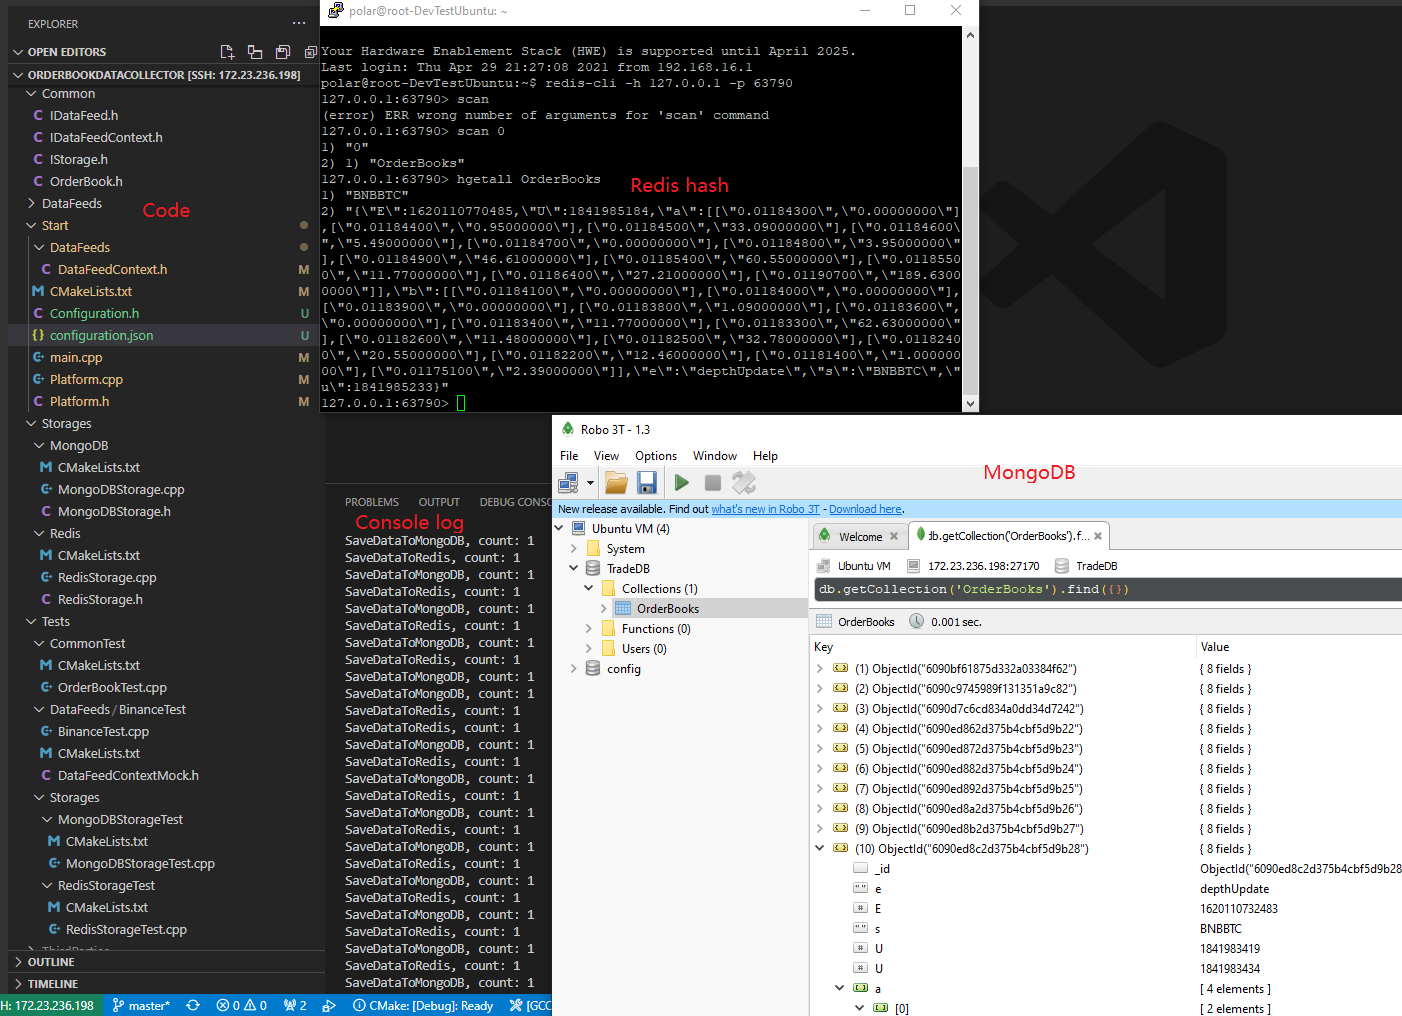 EXPLORER
OPEN EDITORS
ORDERBOOKDATACOLLECTOR [SSH: 172.23.236.198]
Common
C IDataFeed.h
C IDataFeedContext.h
C IStorage.h
C OrderBook.h
DataFeeds
Code
Start
DataFeeds
C DataFeedContext.h M
M CMakeLists.txt M
C Configuration.h U
{} configuration.json U
main.cpp M
Platform.cpp M
C Platform.h M
Storages
MongoDB
M CMakeLists.txt
MongoDBStorage.cpp
C MongoDBStorage.h
Redis
M CMakeLists.txt
RedisStorage.cpp
C RedisStorage.h
Tests
CommonTest
M CMakeLists.txt
OrderBookTest.cpp
DataFeeds / BinanceTest
BinanceTest.cpp
M CMakeLists.txt
C DataFeedContextMock.h
Storages
MongoDBStorageTest
M CMakeLists.txt
MongoDBStorageTest.cpp
RedisStorageTest
M CMakeLists.txt
RedisStorageTest.cpp
ThirdParties
OUTLINE
TIMELINE
H: 172.23.236.198 master* 0 0 2 CMake: [Debug]: Ready [GCC
polar@root-DevTestUbuntu: ~
Your Hardware Enablement Stack (HWE) is supported until April 2025.
Last login: Thu Apr 29 21:27:08 2021 from 192.168.16.1
polar@root-DevTestUbuntu:~$ redis-cli -h 127.0.0.1 -p 63790
127.0.0.1:63790> scan
(error) ERR wrong number of arguments for 'scan' command
127.0.0.1:63790> scan 0
1) "0"
2) 1) "OrderBooks"
127.0.0.1:63790> hgetall OrderBooks
Redis hash
1) "BNBBTC"
2) "{\"E\":1620110770485,\"U\":1841985184,\"a\":[[\"0.01184300\",\"0.00000000\"]
,[\"0.01184400\",\"0.95000000\"],[\"0.01184500\",\"33.09000000\"],[\"0.01184600\
",\"5.49000000\"],[\"0.01184700\",\"0.00000000\"],[\"0.01184800\",\"3.95000000\"
],[\"0.01184900\",\"46.61000000\"],[\"0.01185400\",\"60.55000000\"],[\"0.0118550
0\",\"11.77000000\"],[\"0.01186400\",\"27.21000000\"],[\"0.01190700\",\"189.6300
0000\"]],\"b\":[[\"0.01184100\",\"0.00000000\"],[\"0.01184000\",\"0.00000000\"],
[\"0.01183900\",\"0.00000000\"],[\"0.01183800\",\"1.09000000\"],[\"0.01183600\",
\"0.00000000\"],[\"0.01183400\",\"11.77000000\"],[\"0.01183300\",\"62.63000000\"
],[\"0.01182600\",\"11.48000000\"],[\"0.01182500\",\"32.78000000\"],[\"0.0118240
0\",\"20.55000000\"],[\"0.01182200\",\"12.46000000\"],[\"0.01181400\",\"1.000000
00\"],[\"0.01175100\",\"2.39000000\"]],\"e\":\"depthUpdate\",\"s\":\"BNBBTC\",\"
u\":1841985233}"
127.0.0.1:63790>
PROBLEMS OUTPUT DEBUG CONSO
Console log
SaveDataToMongoDB, count: 1
SaveDataToRedis, count: 1
SaveDataToMongoDB, count: 1
SaveDataToRedis, count: 1
SaveDataToMongoDB, count: 1
SaveDataToRedis, count: 1
SaveDataToMongoDB, count: 1
SaveDataToRedis, count: 1
SaveDataToMongoDB, count: 1
SaveDataToRedis, count: 1
SaveDataToMongoDB, count: 1
SaveDataToRedis, count: 1
SaveDataToMongoDB, count: 1
SaveDataToRedis, count: 1
SaveDataToMongoDB, count: 1
SaveDataToRedis, count: 1
SaveDataToMongoDB, count: 1
SaveDataToRedis, count: 1
SaveDataToMongoDB, count: 1
SaveDataToRedis, count: 1
SaveDataToMongoDB, count: 1
SaveDataToRedis, count: 1
SaveDataToMongoDB, count: 1
SaveDataToRedis, count: 1
SaveDataToRedis, count: 1
SaveDataToRedis, count: 1
SaveDataToMongoDB, count: 1
Robo 3T - 1.3
File View Options Window Help
MongoDB
New release available. Find out what's new in Robo 3T - Download here.
Ubuntu VM (4)
System
TradeDB
Collections (1)
OrderBooks
Functions (0)
Users (0)
config
Welcome
db.getCollection('OrderBooks').f...
Ubuntu VM 172.23.236.198:27170 TradeDB
db.getCollection('OrderBooks').find({})
OrderBooks 0.001 sec.
Key Value
(1) ObjectId("6090bf61875d332a03384f62") { 8 fields }
(2) ObjectId("6090c9745989f131351a9c82") { 8 fields }
(3) ObjectId("6090d7c6cd834a0dd34d7242") { 8 fields }
(4) ObjectId("6090ed862d375b4cbf5d9b22") { 8 fields }
(5) ObjectId("6090ed872d375b4cbf5d9b23") { 8 fields }
(6) ObjectId("6090ed882d375b4cbf5d9b24") { 8 fields }
(7) ObjectId("6090ed892d375b4cbf5d9b25") { 8 fields }
(8) ObjectId("6090ed8a2d375b4cbf5d9b26") { 8 fields }
(9) ObjectId("6090ed8b2d375b4cbf5d9b27") { 8 fields }
(10) ObjectId("6090ed8c2d375b4cbf5d9b28") { 8 fields }
_id ObjectId("6090ed8c2d375b4cbf5d9b28
e depthUpdate
E 1620110732483
s BNBBTC
U 1841983419
U 1841983434
a [ 4 elements ]
[0] [ 2 elements ]